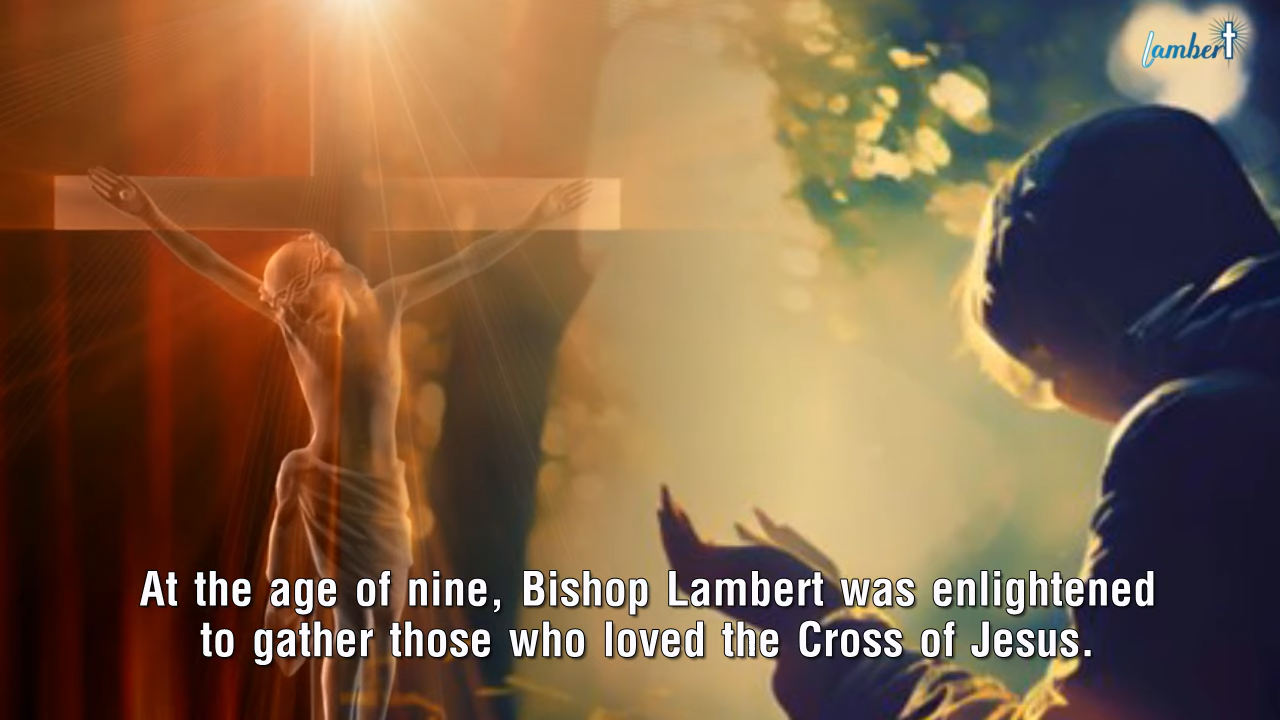 Lambert
At the age of nine, Bishop Lambert was enlightened
to gather those who loved the Cross of Jesus.